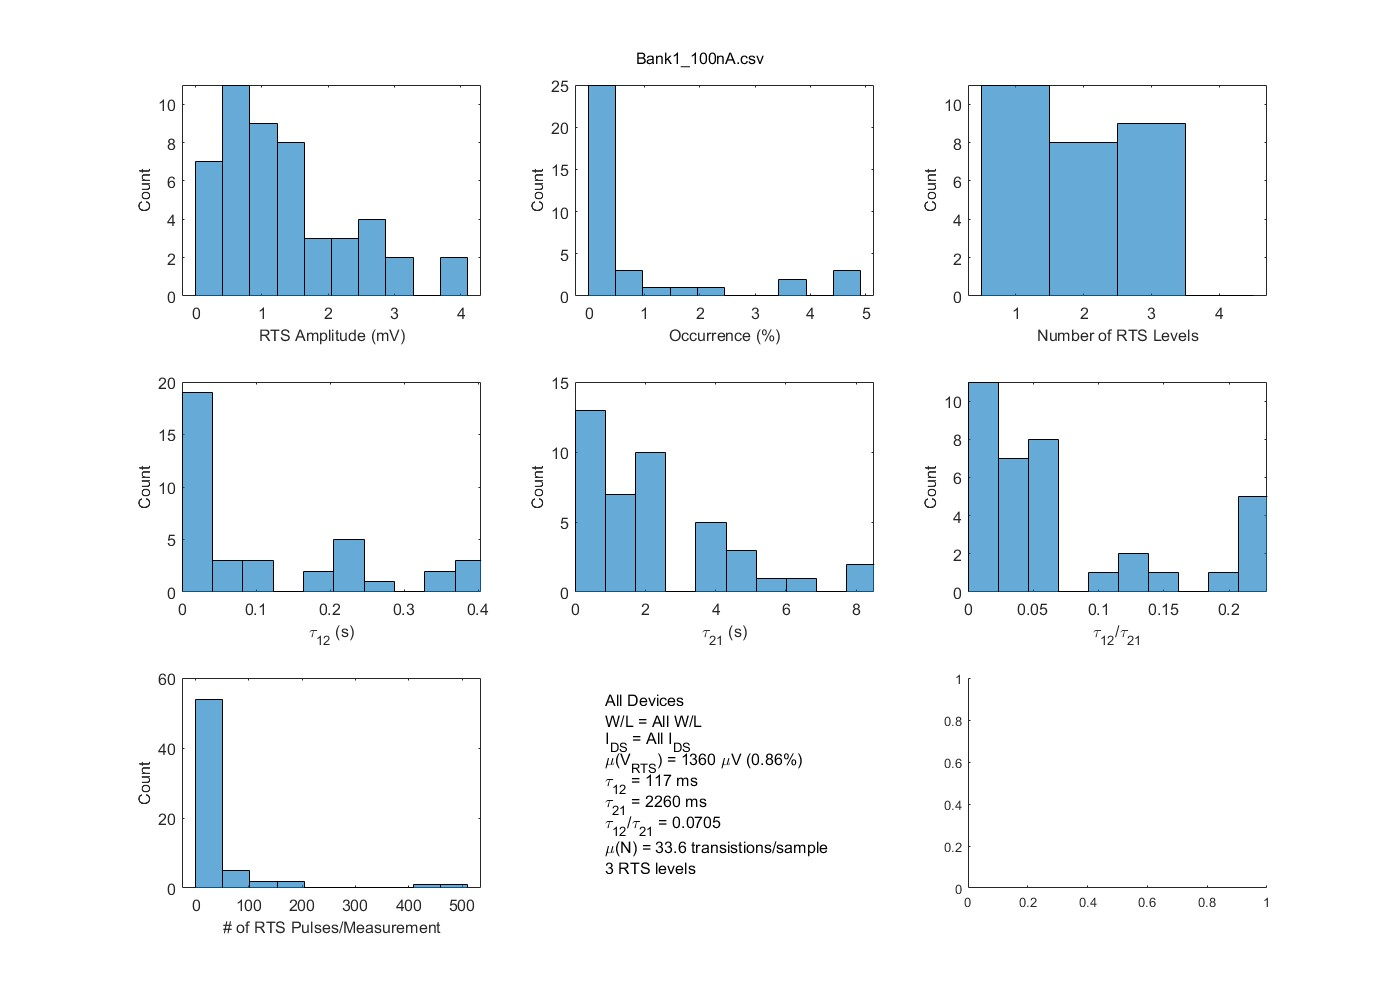 Bank1_100nA.csv
10
8
6
4
2
0
Count
0 1 2 3 4
RTS Amplitude (mV)
25
20
15
10
5
0
Count
0 1 2 3 4 5
Occurrence (%)
10
8
6
4
2
0
Count
1 2 3 4
Number of RTS Levels
20
15
10
5
0
Count
0 0.1 0.2 0.3 0.4
τ12 (s)
15
10
5
0
Count
0 2 4 6 8
τ21 (s)
10
8
6
4
2
0
Count
0 0.05 0.1 0.15 0.2
τ12/τ21
60
40
20
0
Count
0 100 200 300 400 500
# of RTS Pulses/Measurement
All Devices
W/L = All W/L
IDS = All IDS
μ(VRTS) = 1360 μV (0.86%)
τ12 = 117 ms
τ21 = 2260 ms
τ12/τ21 = 0.0705
μ(N) = 33.6 transistions/sample
3 RTS levels
1
0.8
0.6
0.4
0.2
0
0 0.2 0.4 0.6 0.8 1